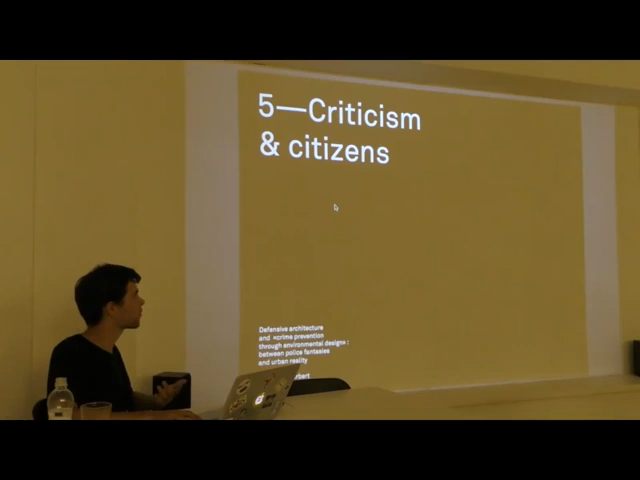 5—Criticism
& citizens
Defensive architecture
and «crime prevention
through environmental design» :
between police fantasies
and urban reality